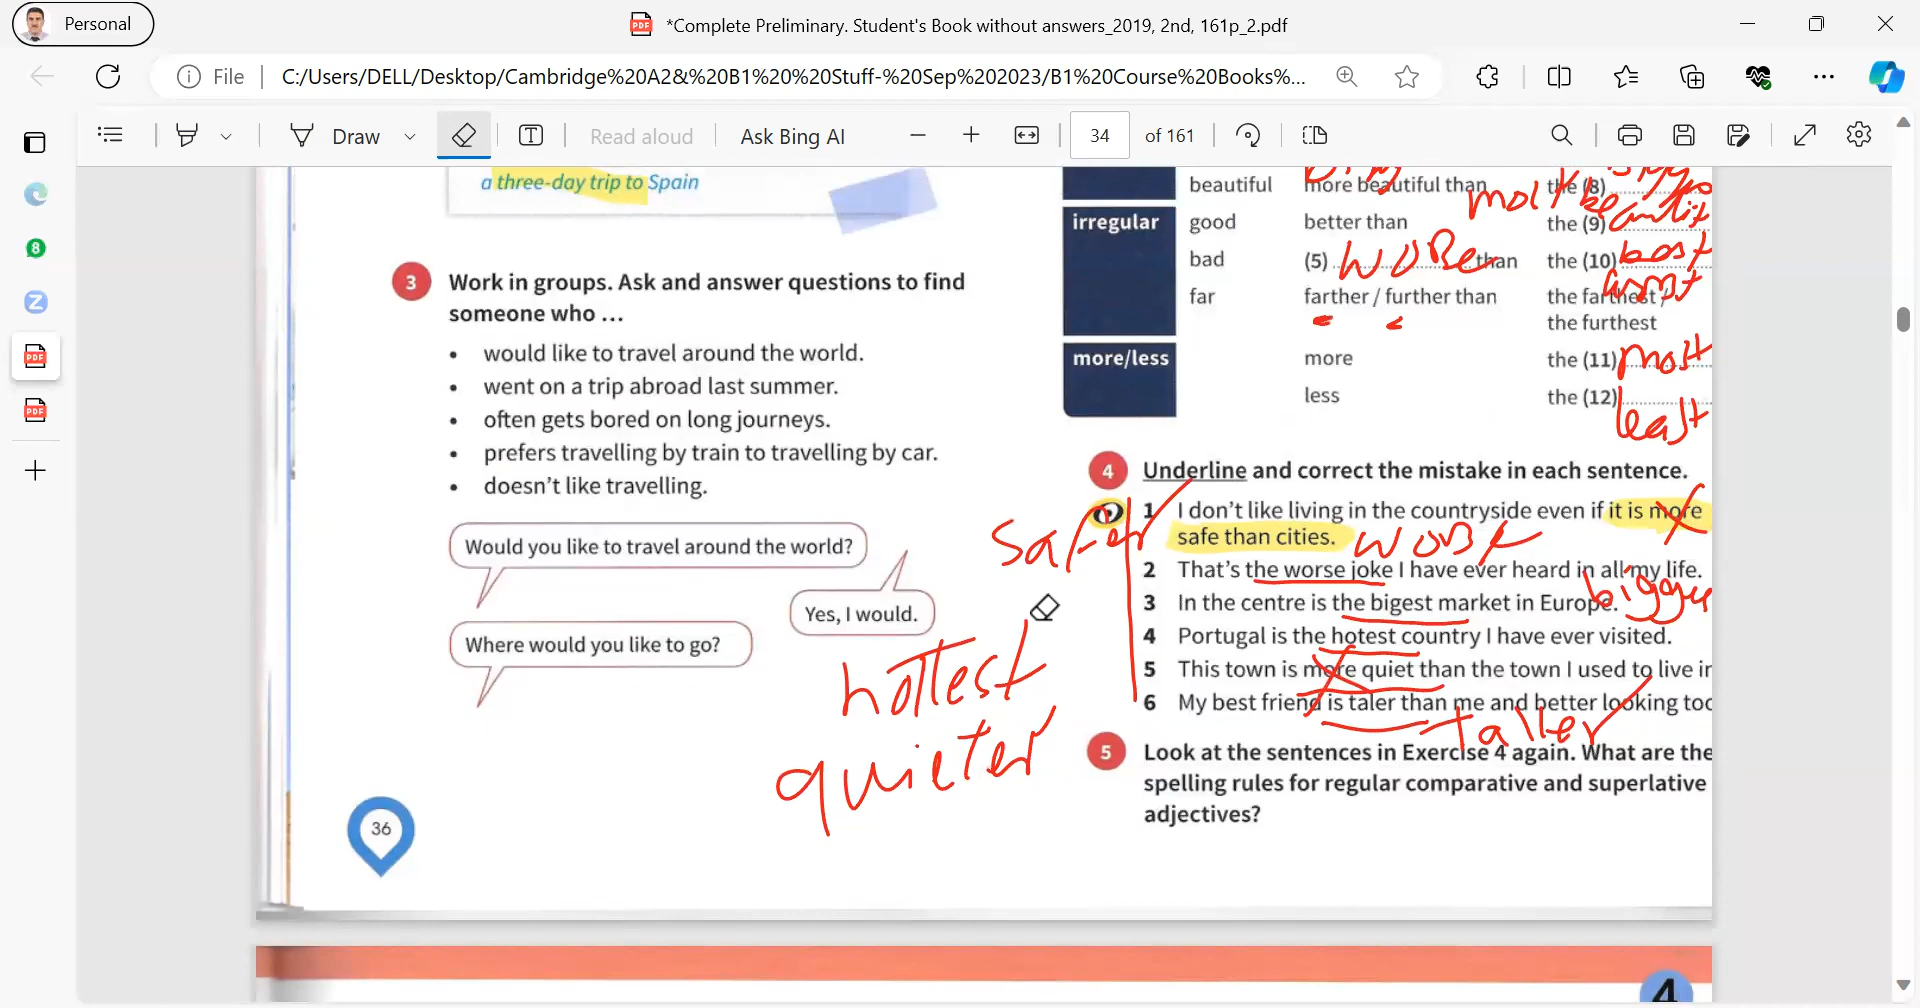 Personal
*Complete Preliminary. Student's Book without answers_2019, 2nd, 161p_2.pdf
File
C:/Users/DELL/Desktop/Cambridge%20A2&%20B1%20%20Stuff-%20Sep%202023/B1%20Course%20Books%...
Draw
Read aloud
Ask Bing AI
34
of 161
a three-day trip to Spain
3 Work in groups. Ask and answer questions to find
someone who …
• would like to travel around the world.
• went on a trip abroad last summer.
• often gets bored on long journeys.
• prefers travelling by train to travelling by car.
• doesn't like travelling.
Would you like to travel around the world?
Yes, I would.
Where would you like to go?
hottest
quieter
36
beautiful more beautiful than the (8)
most
irregular good better than the (9)
bad (5) than the (10) best
far farther / further than the farthest /
the furthest
more/less more the (11) most
less the (12)
least
4 Underline and correct the mistake in each sentence.
1 I don't like living in the countryside even if it is more
safe than cities.
safer
2 That's the worse joke I have ever heard in all my life.
3 In the centre is the bigest market in Europe.
4 Portugal is the hotest country I have ever visited.
5 This town is more quiet than the town I used to live in
6 My best friend is taler than me and better looking too
taller
5 Look at the sentences in Exercise 4 again. What are the
spelling rules for regular comparative and superlative
adjectives?
4